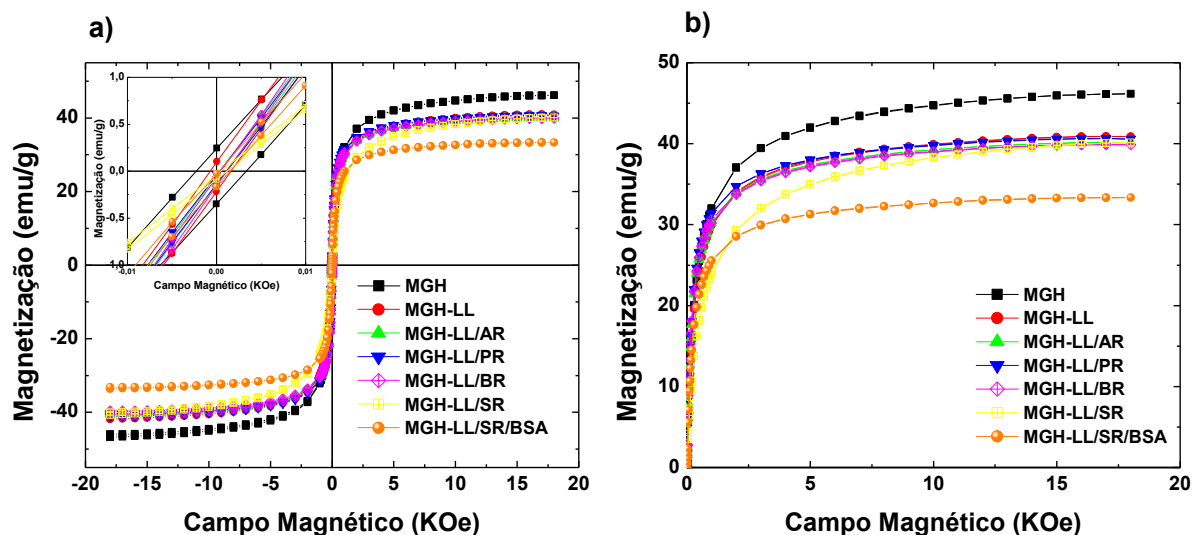 a)
Magnetização (emu/g)
40
20
0
-20
-40
-20
-15
-10
-5
0
5
10
15
20
Campo Magnético (KOe)
Magnetização (emu/g)
1,0
0,5
0,0
-0,5
-1,0
-0,01
0,00
0,01
Campo Magnético (KOe)
MGH
MGH-LL
MGH-LL/AR
MGH-LL/PR
MGH-LL/BR
MGH-LL/SR
MGH-LL/SR/BSA
b)
Magnetização (emu/g)
50
40
30
20
10
0
0
5
10
15
20
Campo Magnético (KOe)
MGH
MGH-LL
MGH-LL/AR
MGH-LL/PR
MGH-LL/BR
MGH-LL/SR
MGH-LL/SR/BSA